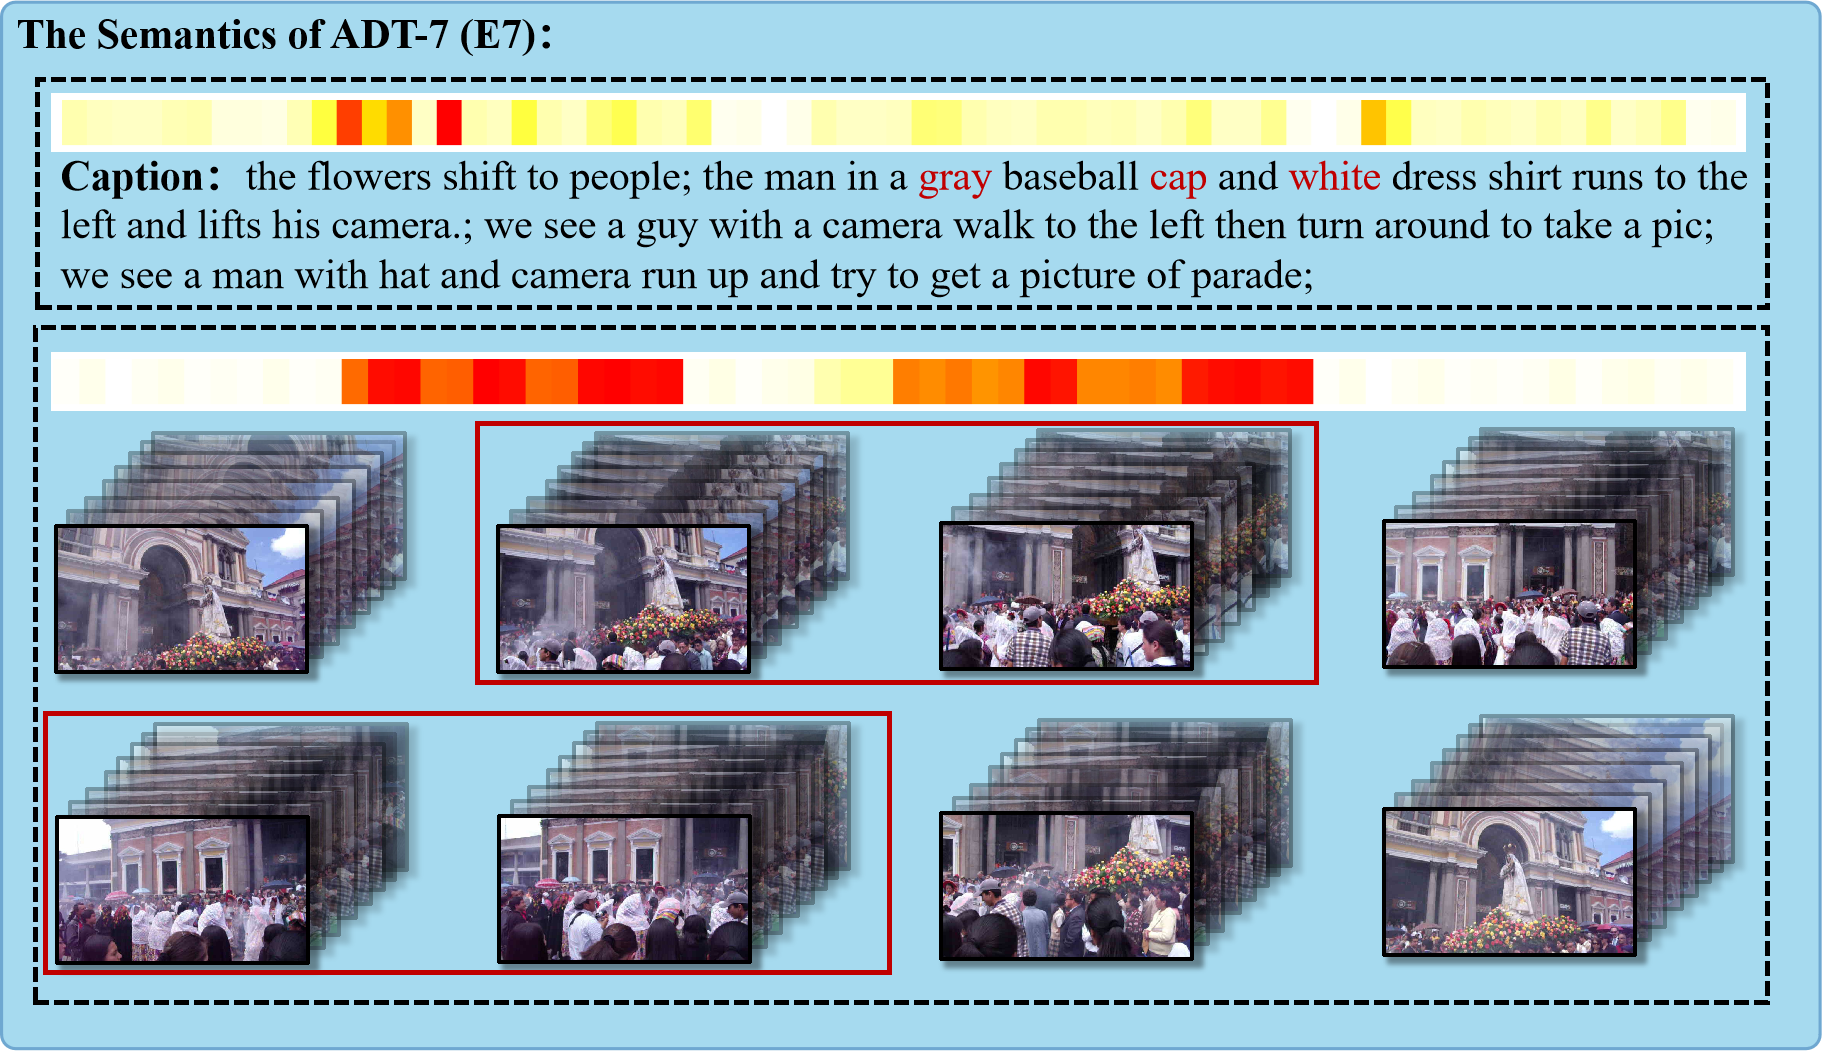 The Semantics of ADT-7 (E7):
Caption: the flowers shift to people; the man in a gray baseball cap and white dress shirt runs to the
left and lifts his camera.; we see a guy with a camera walk to the left then turn around to take a pic;
we see a man with hat and camera run up and try to get a picture of parade;